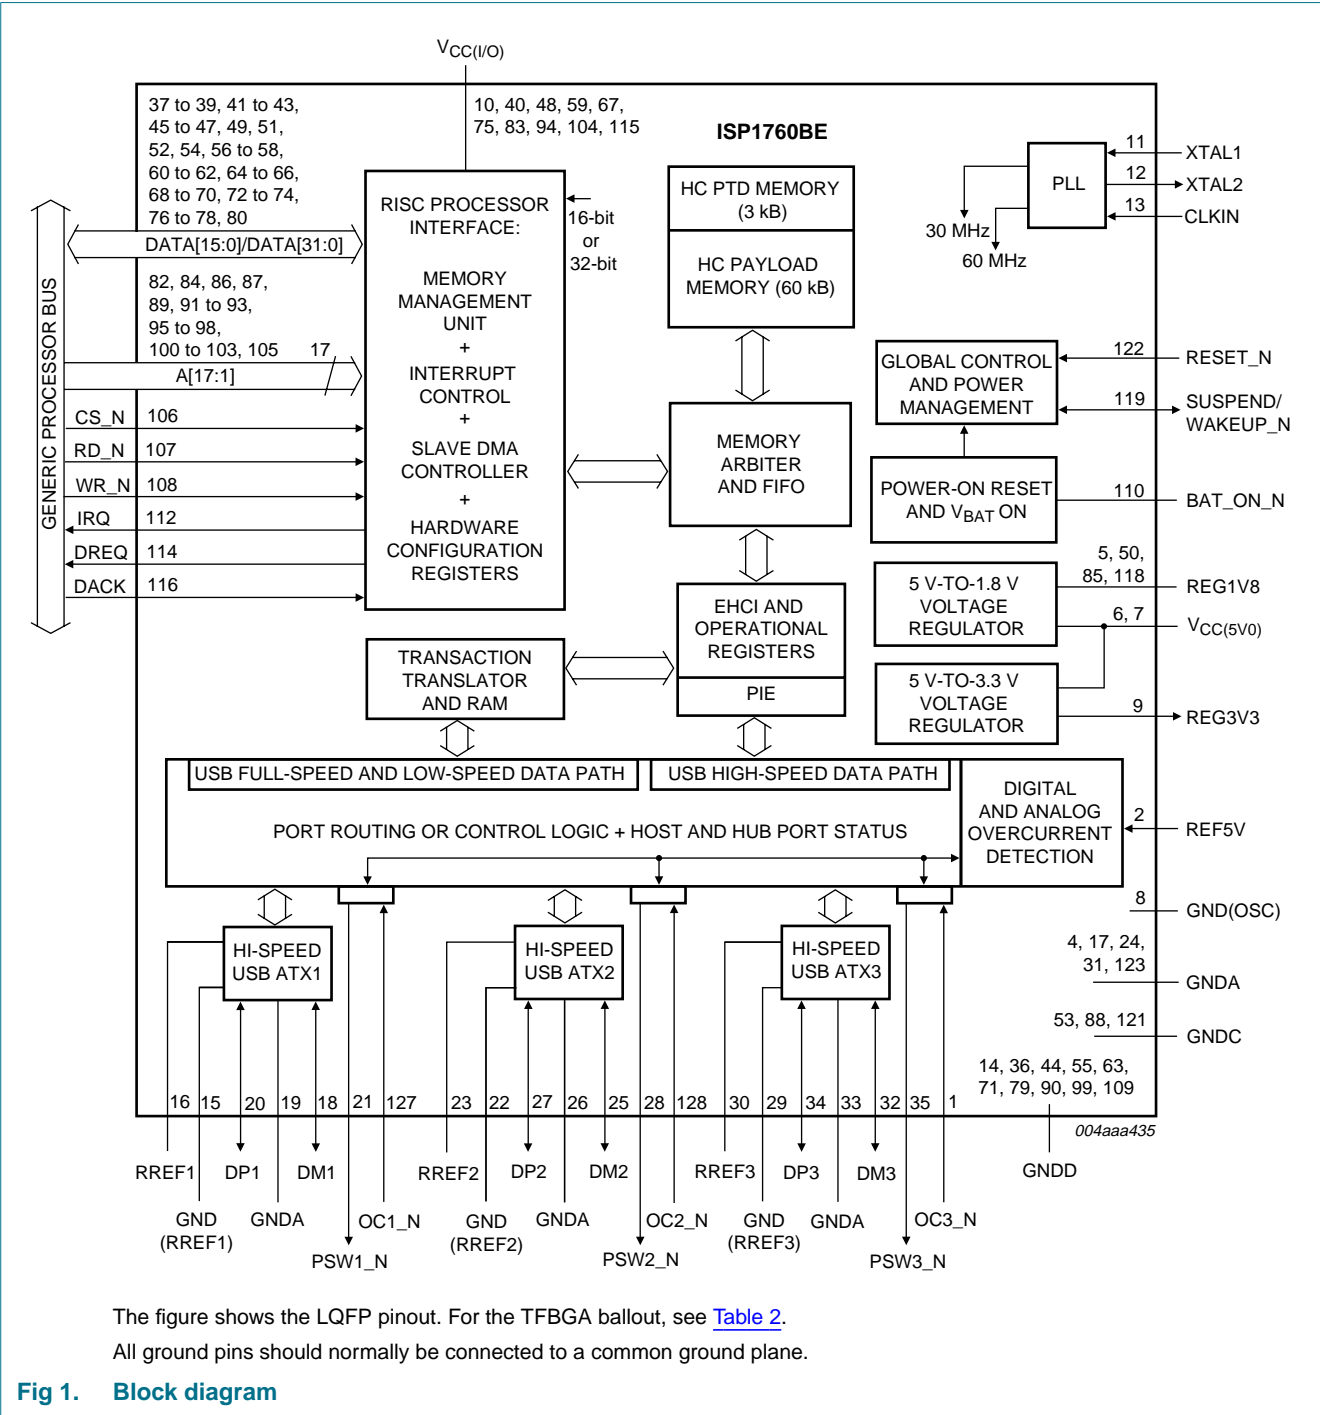 VCC(I/O)
37 to 39, 41 to 43,
45 to 47, 49, 51,
52, 54, 56 to 58,
60 to 62, 64 to 66,
68 to 70, 72 to 74,
76 to 78, 80
10, 40, 48, 59, 67,
75, 83, 94, 104, 115
ISP1760BE
GENERIC PROCESSOR BUS
DATA[15:0]/DATA[31:0]
82, 84, 86, 87,
89, 91 to 93,
95 to 98,
100 to 103, 105
17
A[17:1]
CS_N 106
RD_N 107
WR_N 108
IRQ 112
DREQ 114
DACK 116
RISC PROCESSOR
INTERFACE:
MEMORY
MANAGEMENT
UNIT
+
INTERRUPT
CONTROL
+
SLAVE DMA
CONTROLLER
+
HARDWARE
CONFIGURATION
REGISTERS
16-bit
or
32-bit
HC PTD MEMORY
(3 kB)
HC PAYLOAD
MEMORY (60 kB)
MEMORY
ARBITER
AND FIFO
EHCI AND
OPERATIONAL
REGISTERS
PIE
TRANSACTION
TRANSLATOR
AND RAM
PLL
30 MHz
60 MHz
11 XTAL1
12 XTAL2
13 CLKIN
GLOBAL CONTROL
AND POWER
MANAGEMENT
122 RESET_N
119 SUSPEND/
WAKEUP_N
POWER-ON RESET
AND VBAT ON
110 BAT_ON_N
5 V-TO-1.8 V
VOLTAGE
REGULATOR
5, 50,
85, 118
REG1V8
6, 7
VCC(5V0)
5 V-TO-3.3 V
VOLTAGE
REGULATOR
9 REG3V3
USB FULL-SPEED AND LOW-SPEED DATA PATH
USB HIGH-SPEED DATA PATH
PORT ROUTING OR CONTROL LOGIC + HOST AND HUB PORT STATUS
DIGITAL
AND ANALOG
OVERCURRENT
DETECTION
2 REF5V
8 GND(OSC)
4, 17, 24,
31, 123
GNDA
53, 88, 121
GNDC
14, 36, 44, 55, 63,
71, 79, 90, 99, 109
GNDD
HI-SPEED
USB ATX1
HI-SPEED
USB ATX2
HI-SPEED
USB ATX3
16 15 20 19 18 21 127 23 22 27 26 25 28 128 30 29 34 33 32 35 1
004aaa435
RREF1 DP1 DM1 RREF2 DP2 DM2 RREF3 DP3 DM3
GND
(RREF1)
GNDA
OC1_N
PSW1_N
GND
(RREF2)
GNDA
OC2_N
PSW2_N
GND
(RREF3)
GNDA
OC3_N
PSW3_N
The figure shows the LQFP pinout. For the TFBGA ballout, see Table 2.
All ground pins should normally be connected to a common ground plane.
Fig 1. Block diagram